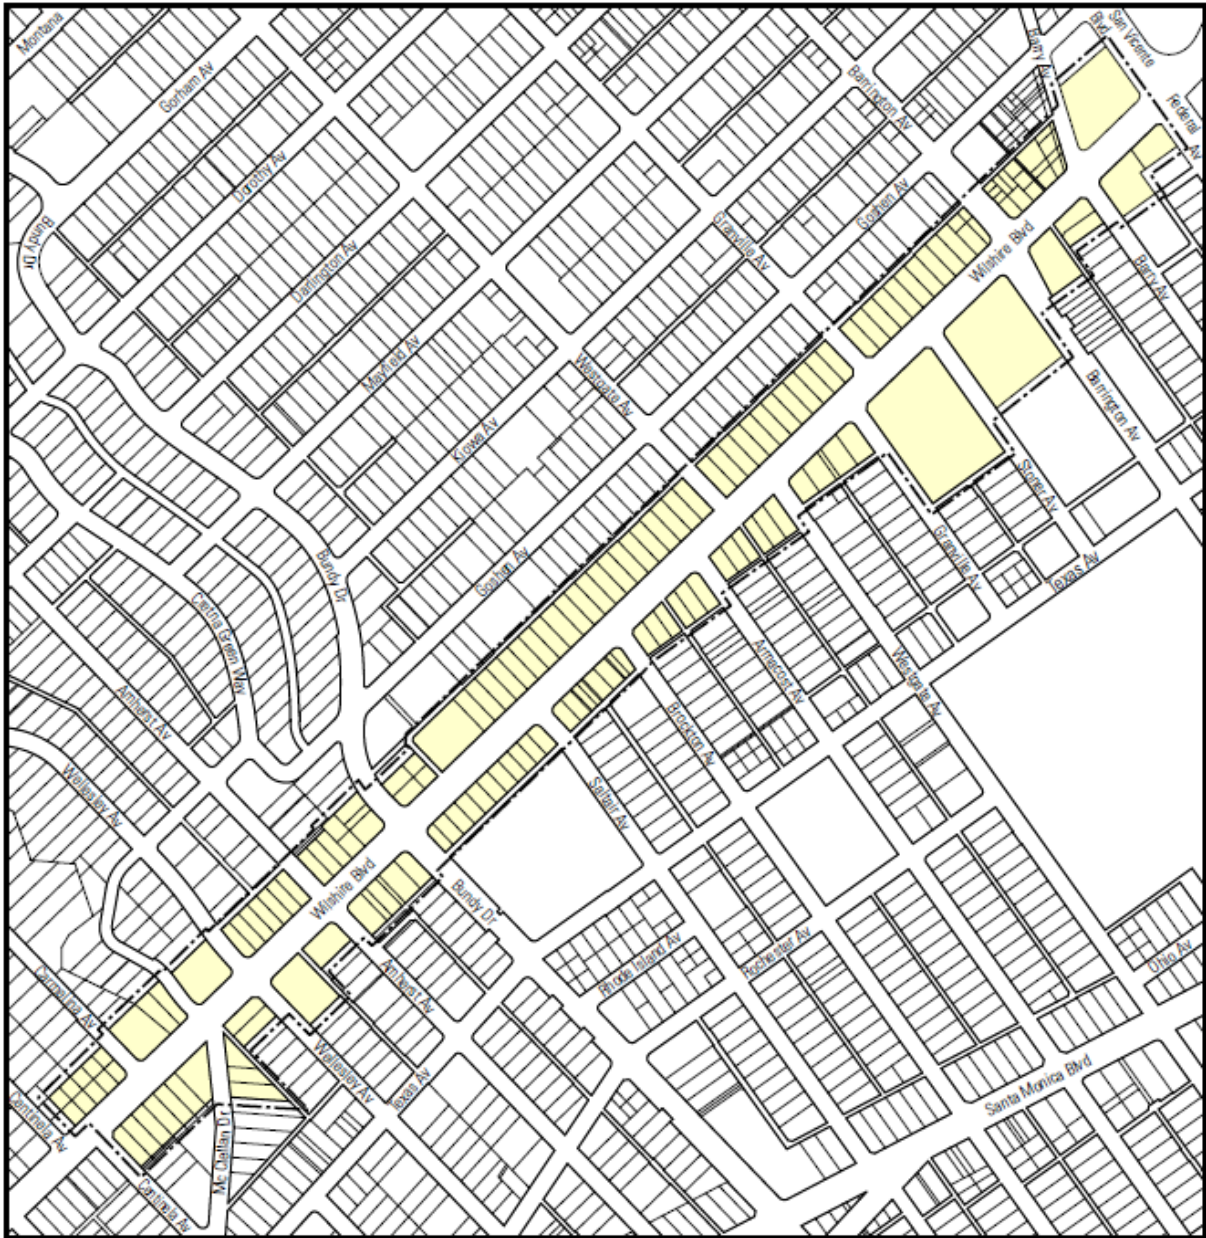 Montana
Gorham Av
Barry Av
San Vicente
Blvd
Barrington Av
Federal
Av
Dorothy Av
Goshen Av
Bundy Dr
Granville Av
Wilshire Blvd
Darlington Av
Barry Av
Mayfield Av
Westgate Av
Barrington Av
Kiowa Av
Stoner Av
Granville Av
Texas Av
Goshen Av
Bundy Dr
Cretna Green Way
Armacost Av
Westgate Av
Amherst Av
Brockton Av
Wellesley Av
Saltair Av
Wilshire Blvd
Bundy Dr
Rhode Island Av
Rochester Av
Ohio Av
Amherst Av
Carmelina Av
Wellesley Av
Texas Av
Santa Monica Blvd
Centinela Av
Mc Clellan Dr
Centinela Av